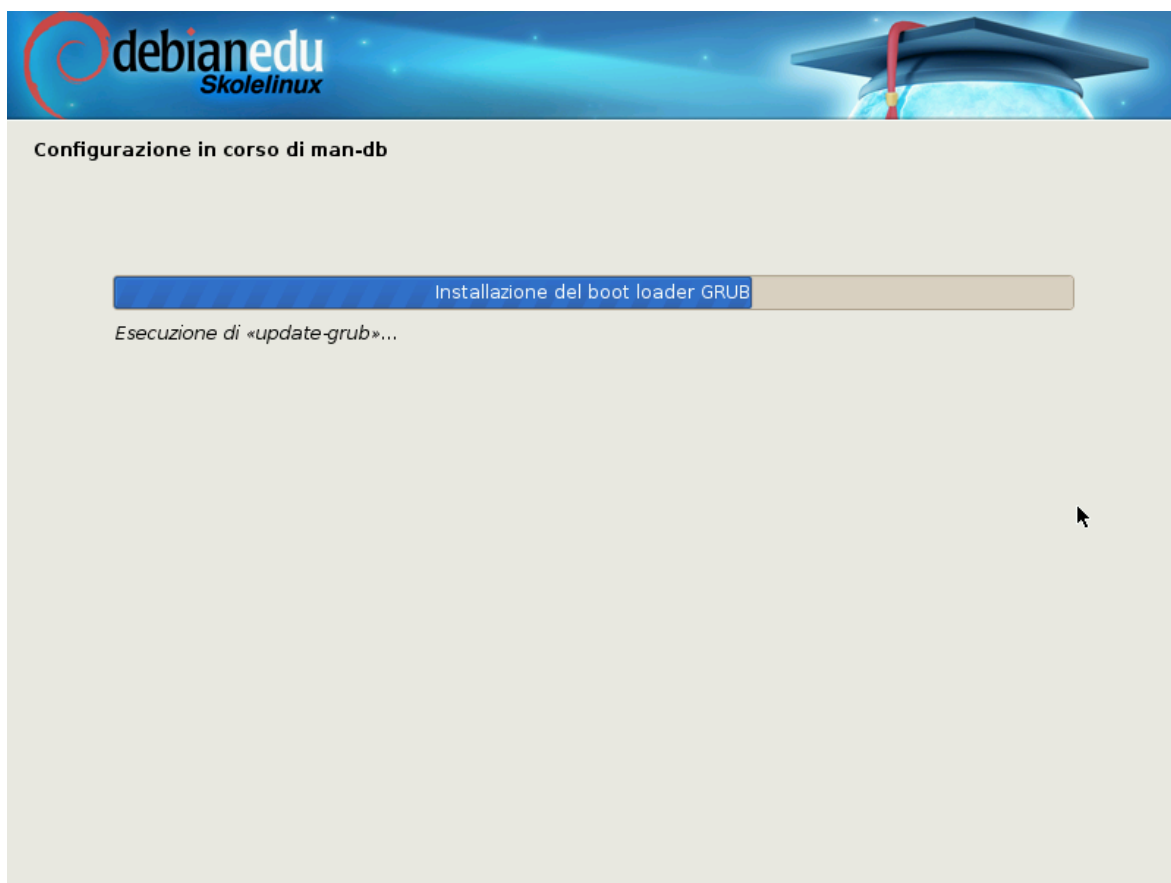 debianedu
Skolelinux
Configurazione in corso di man-db
Installazione del boot loader GRUB
Esecuzione di «update-grub»...